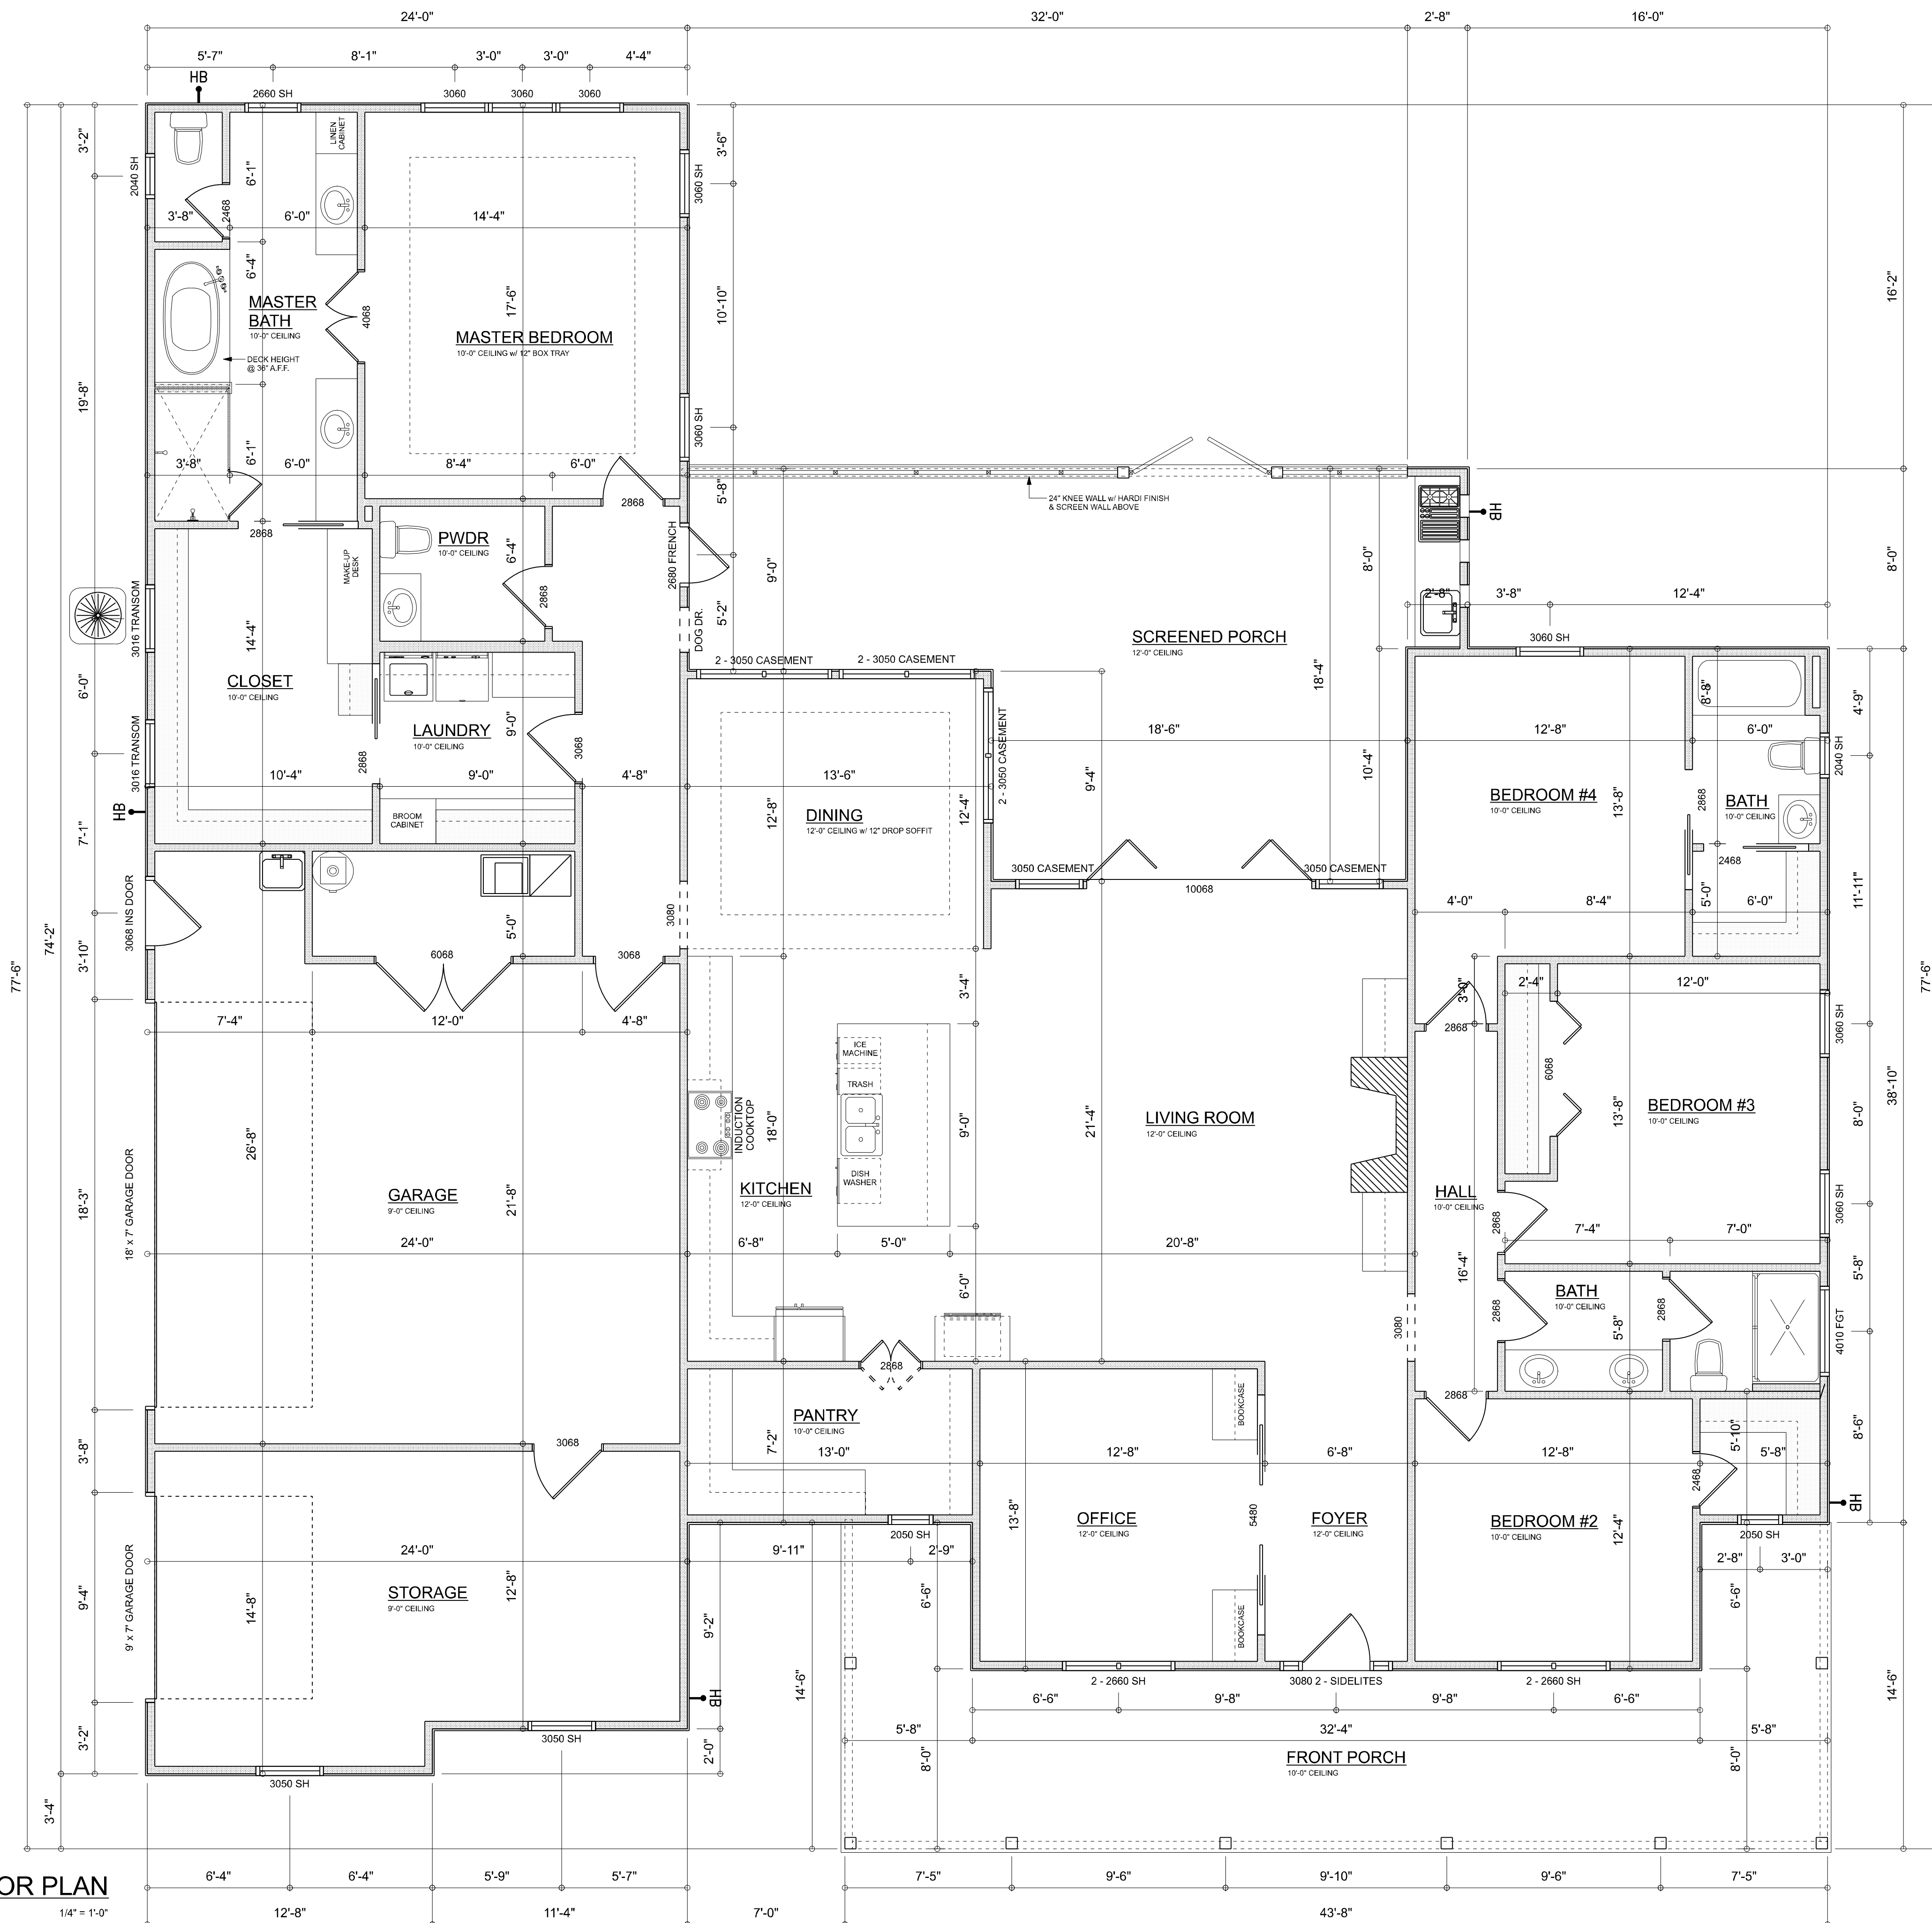 24'-0" 32'-0" 2'-8" 16'-0"
5'-7" 8'-1" 3'-0" 3'-0" 4'-4"
HB
2660 SH 3060 3060 3060
3'-2"
2040 SH
LINEN
CABINET
6'-1"
3'-6"
3060 SH
3'-8" 2468 6'-0" 14'-4"
6'-4"
MASTER
BATH
10'-0" CEILING
4068
17'-6"
10'-10"
16'-2"
MASTER BEDROOM
10'-0" CEILING w/ 12" BOX TRAY
DECK HEIGHT
@ 36" A.F.F.
19'-8"
3060 SH
6'-1"
3'-8" 6'-0" 8'-4" 6'-0"
5'-8"
2868
24" KNEE WALL w/ HARDI FINISH
& SCREEN WALL ABOVE
HB
2868
PWDR
10'-0" CEILING
6'-4"
2868
2680 FRENCH
MAKE-UP
DESK
9'-0"
8'-0"
8'-0"
5'-2"
DOG DR.
2'-8" 3'-8" 12'-4"
3016 TRANSOM
14'-4"
SCREENED PORCH
12'-0" CEILING
3060 SH
2 - 3050 CASEMENT 2 - 3050 CASEMENT
CLOSET
10'-0" CEILING
6'-0"
18'-4"
8'-8"
4'-9"
LAUNDRY
10'-0" CEILING
9'-0"
3068
2868
2 - 3050 CASEMENT
18'-6" 12'-8" 6'-0"
2040 SH
3016 TRANSOM
10'-4" 9'-0" 4'-8" 13'-6"
9'-4"
10'-4"
HB
BROOM
CABINET
12'-8"
DINING
12'-0" CEILING w/ 12" DROP SOFFIT
12'-4"
BEDROOM #4
10'-0" CEILING
13'-8"
2868
BATH
10'-0" CEILING
7'-1"
3050 CASEMENT 3050 CASEMENT
10068
2468
3068 INS DOOR
3080
5'-0"
5'-0"
4'-0" 8'-4" 6'-0"
11'-11"
77'-6"
74'-2"
3'-10"
6068 3068
3'-4"
3'-0"
2'-4" 12'-0"
77'-6"
7'-4" 12'-0" 4'-8"
2868
3060 SH
ICE
MACHINE
TRASH
6068
38'-10"
INDUCTION
COOKTOP
18'-0"
9'-0"
21'-4"
LIVING ROOM
12'-0" CEILING
13'-8"
BEDROOM #3
10'-0" CEILING
8'-0"
26'-8"
DISH
WASHER
18'-3"
18' x 7' GARAGE DOOR
GARAGE
9'-0" CEILING
21'-8"
KITCHEN
12'-0" CEILING
HALL
10'-0" CEILING
2868
3060 SH
7'-4" 7'-0"
24'-0" 6'-8" 5'-0" 20'-8"
16'-4"
5'-8"
6'-0"
BATH
10'-0" CEILING
2868
5'-8"
2868
3080
4010 FGT
2868
2868
PANTRY
10'-0" CEILING
BOOKCASE
3'-8"
3068
7'-2"
13'-0" 12'-8" 6'-8" 12'-8"
5'-10"
5'-8"
8'-6"
2468
HB
13'-8"
OFFICE
12'-0" CEILING
5480
FOYER
12'-0" CEILING
BEDROOM #2
10'-0" CEILING
12'-4"
2050 SH
2050 SH
24'-0" 9'-11" 2'-9"
2'-8" 3'-0"
9' x 7' GARAGE DOOR
9'-4"
14'-8"
STORAGE
9'-0" CEILING
12'-8"
6'-6"
6'-6"
9'-2"
BOOKCASE
14'-6"
14'-6"
2 - 2660 SH 3080 2 - SIDELITES 2 - 2660 SH
HB
6'-6" 9'-8" 9'-8" 6'-6"
3'-2"
3050 SH
2'-0"
5'-8" 32'-4" 5'-8"
8'-0"
FRONT PORCH
10'-0" CEILING
8'-0"
3050 SH
3'-4"
OR PLAN
1/4" = 1'-0"
6'-4" 6'-4" 5'-9" 5'-7" 7'-5" 9'-6" 9'-10" 9'-6" 7'-5"
12'-8" 11'-4" 7'-0" 43'-8"